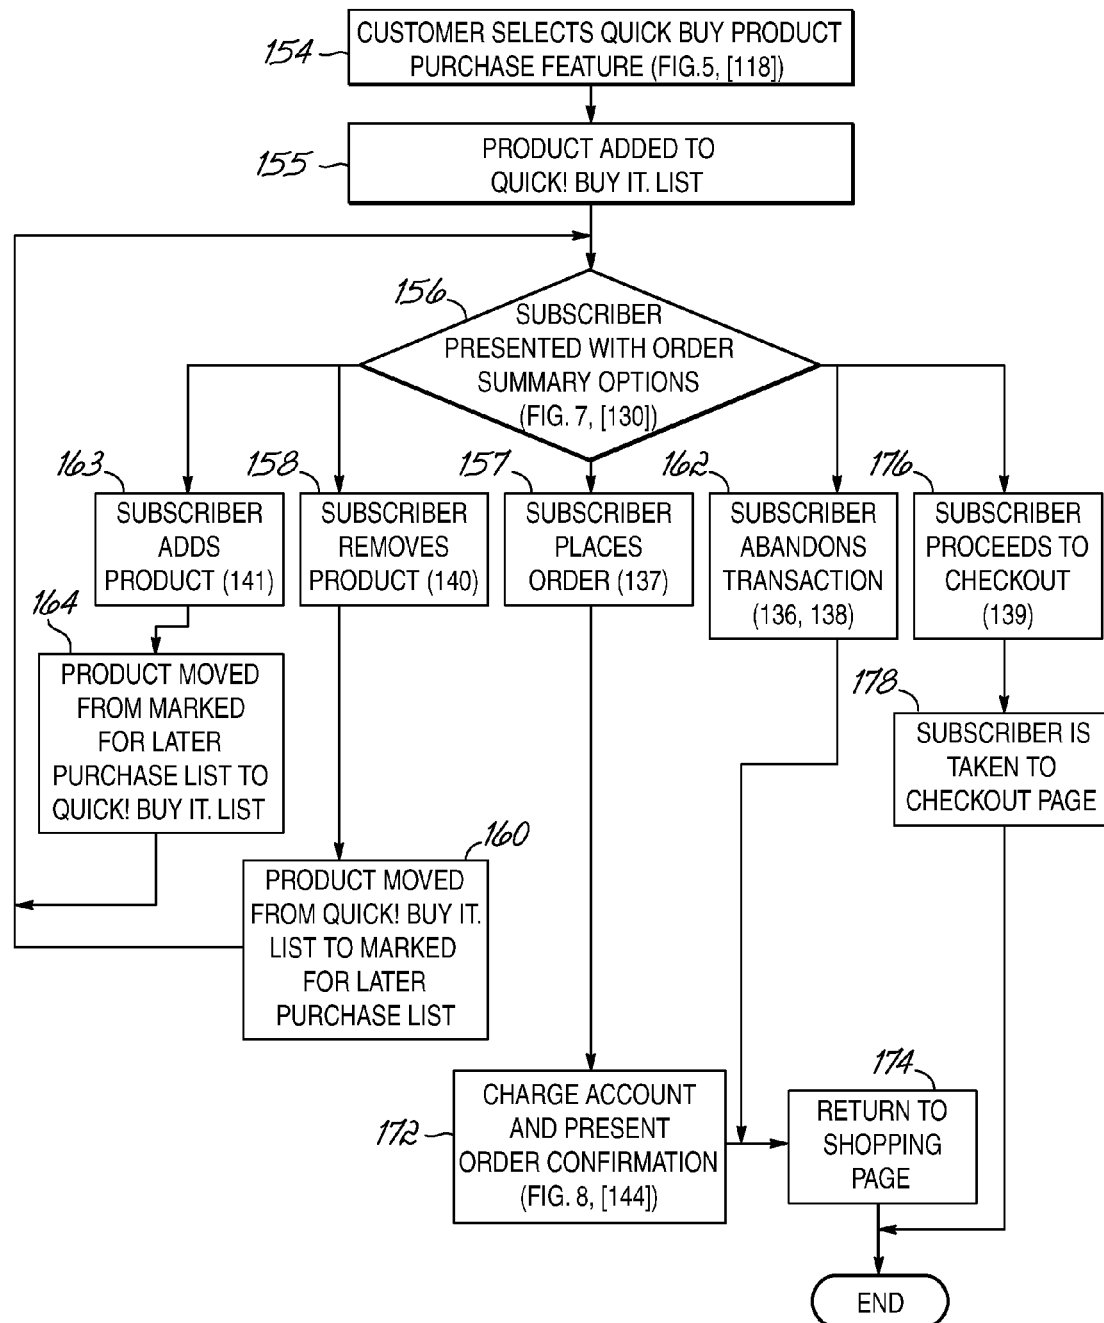 154
CUSTOMER SELECTS QUICK BUY PRODUCT
PURCHASE FEATURE (FIG.5, [118])
155
PRODUCT ADDED TO
QUICK! BUY IT. LIST
156
SUBSCRIBER
PRESENTED WITH ORDER
SUMMARY OPTIONS
(FIG. 7, [130])
163
SUBSCRIBER
ADDS
PRODUCT (141)
158
SUBSCRIBER
REMOVES
PRODUCT (140)
157
SUBSCRIBER
PLACES
ORDER (137)
162
SUBSCRIBER
ABANDONS
TRANSACTION
(136, 138)
176
SUBSCRIBER
PROCEEDS TO
CHECKOUT
(139)
164
PRODUCT MOVED
FROM MARKED
FOR LATER
PURCHASE LIST TO
QUICK! BUY IT. LIST
178
SUBSCRIBER IS
TAKEN TO
CHECKOUT PAGE
160
PRODUCT MOVED
FROM QUICK! BUY IT.
LIST TO MARKED
FOR LATER
PURCHASE LIST
172
CHARGE ACCOUNT
AND PRESENT
ORDER CONFIRMATION
(FIG. 8, [144])
174
RETURN TO
SHOPPING
PAGE
END